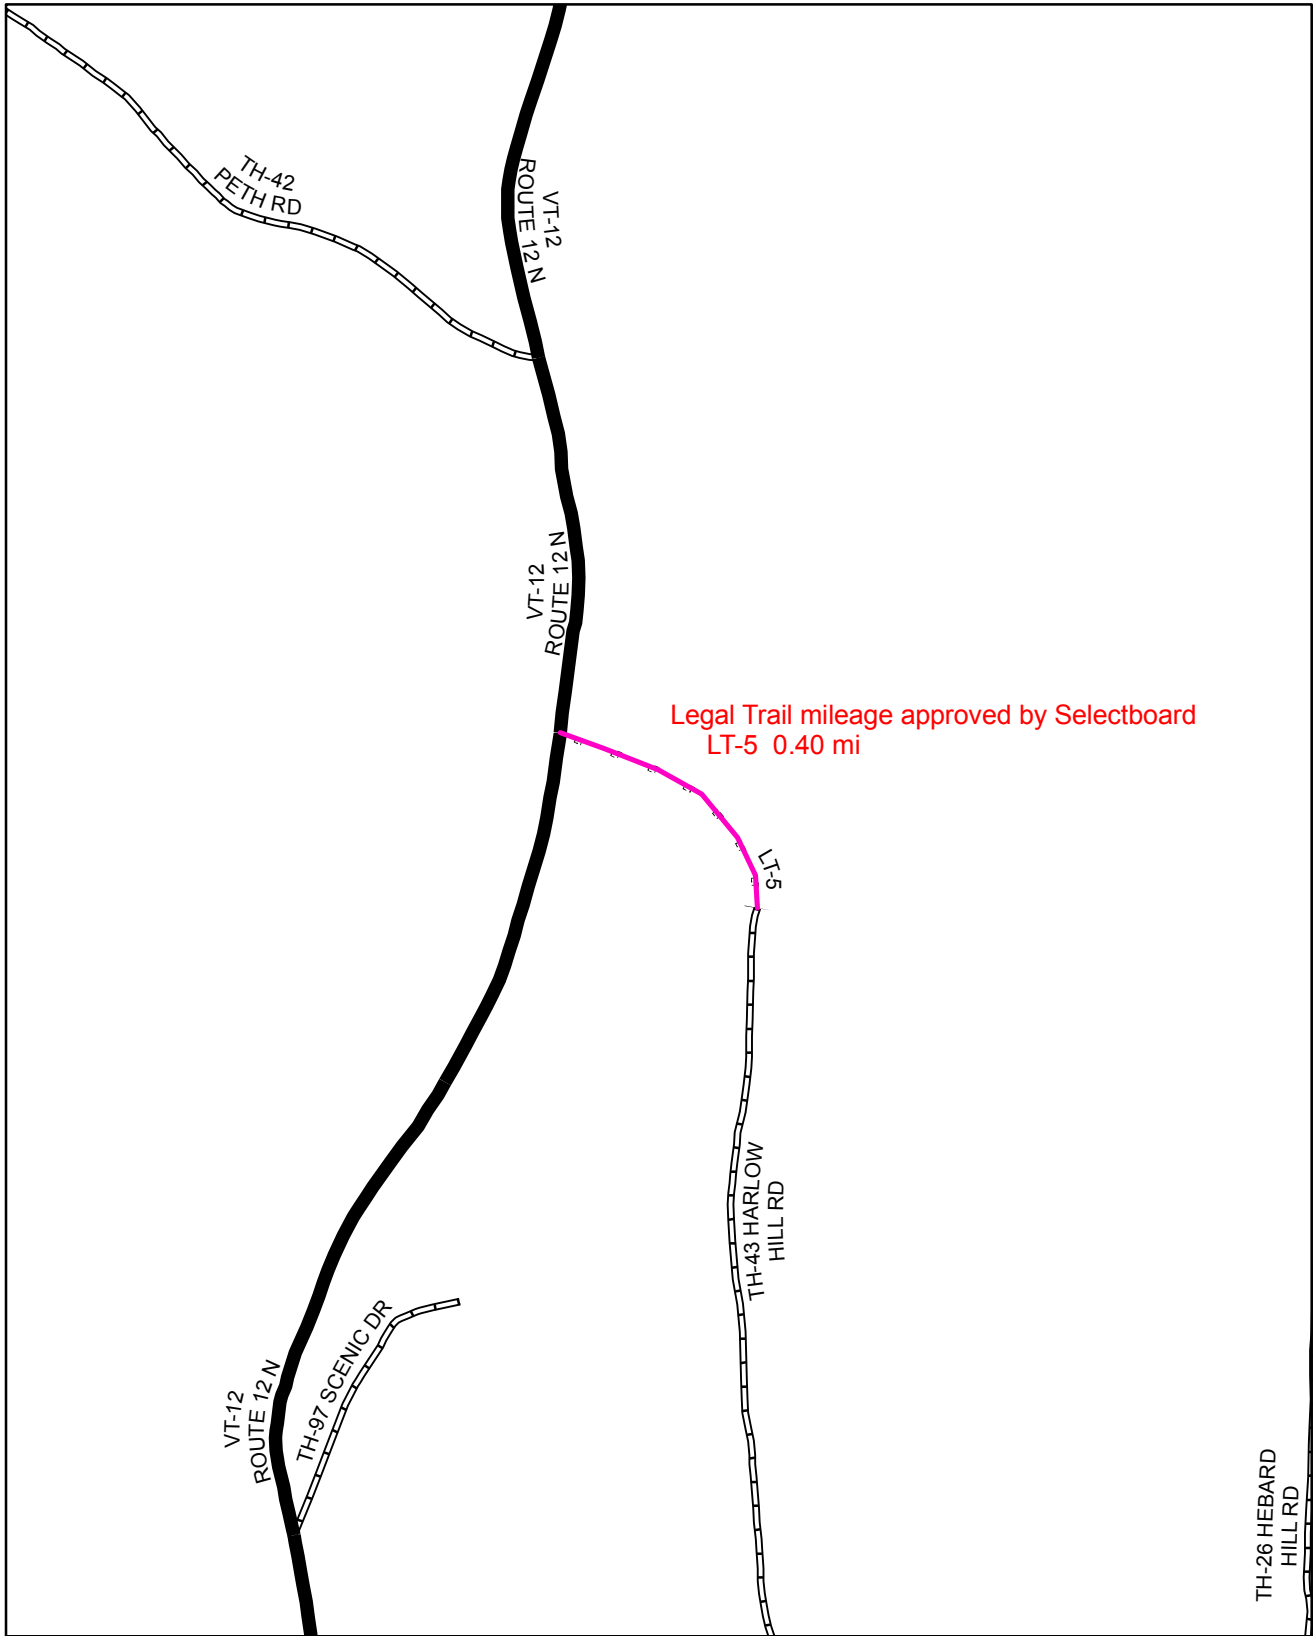 TH-42
PETH RD
VT-12
ROUTE 12 N
VT-12
ROUTE 12 N
Legal Trail mileage approved by Selectboard
LT-5 0.40 mi
LT-5
TH-43 HARLOW
HILL RD
TH-97 SCENIC DR
VT-12
ROUTE 12 N
TH-26 HEBARD
HILL RD